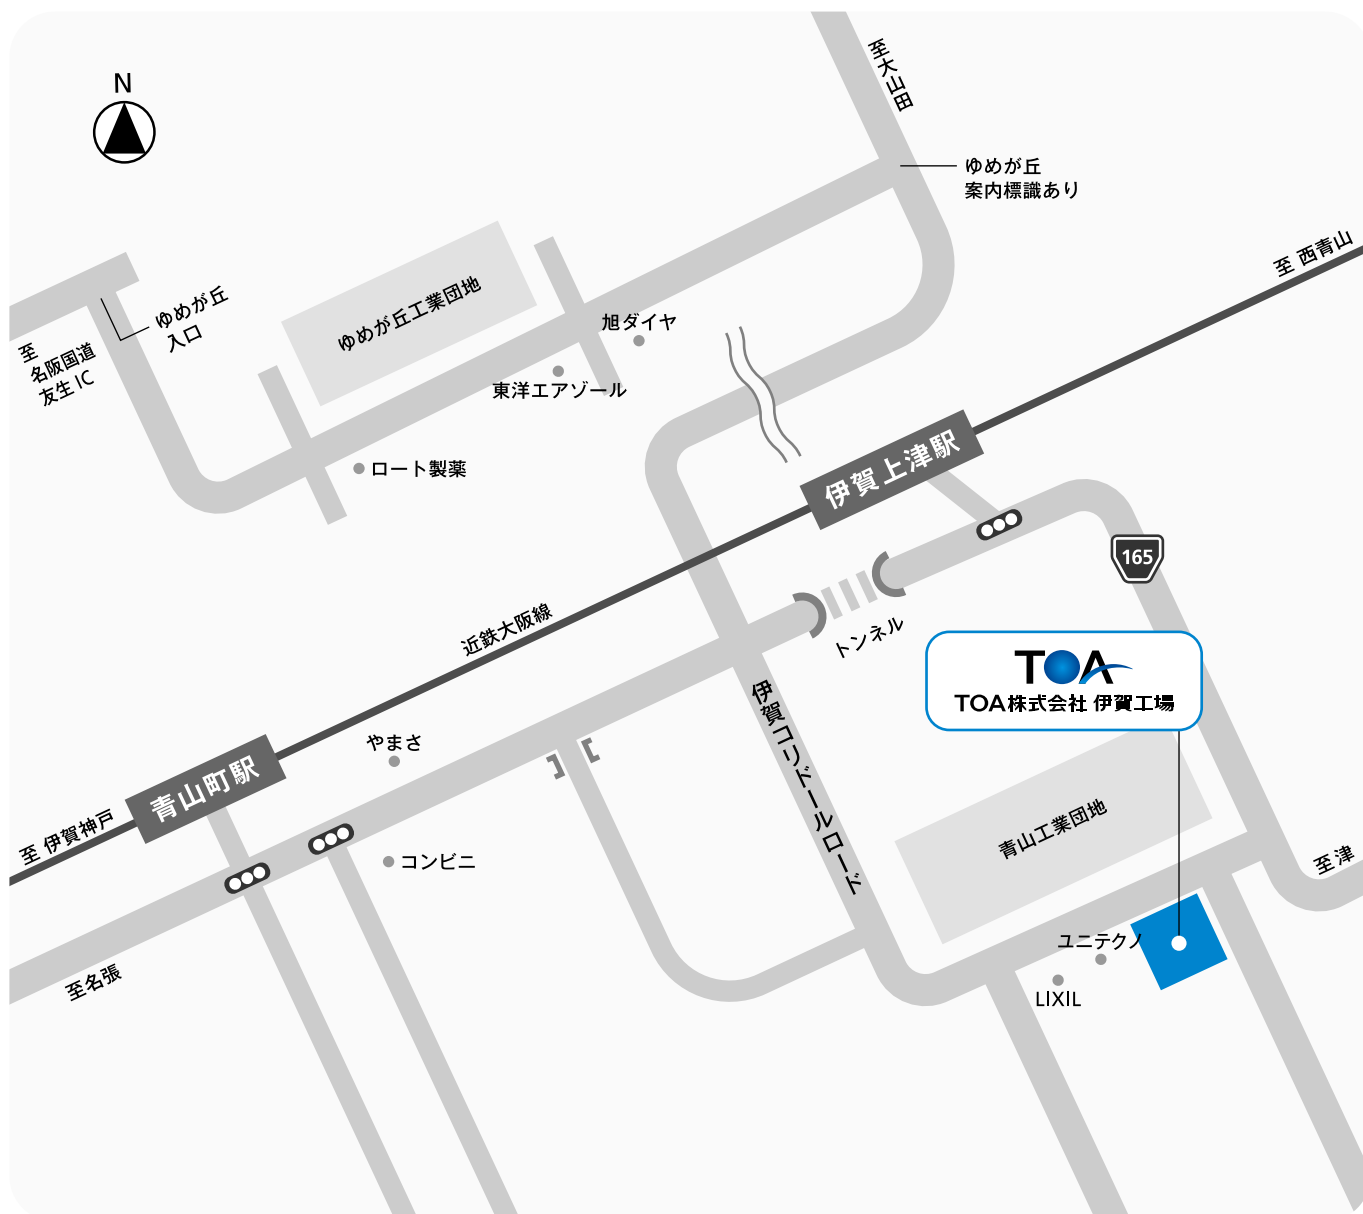 N
至大山田
ゆめが丘
案内標識あり
至 西青山
ゆめが丘
入口
至
名阪国道
友生 IC
ゆめが丘工業団地
旭ダイヤ
東洋エアゾール
ロート製薬
伊賀上津駅
165
近鉄大阪線
トンネル
TOA
TOA株式会社 伊賀工場
伊賀コリドールロード
やまさ
青山町駅
至 伊賀神戸
コンビニ
青山工業団地
至津
ユニテクノ
至名張
LIXIL